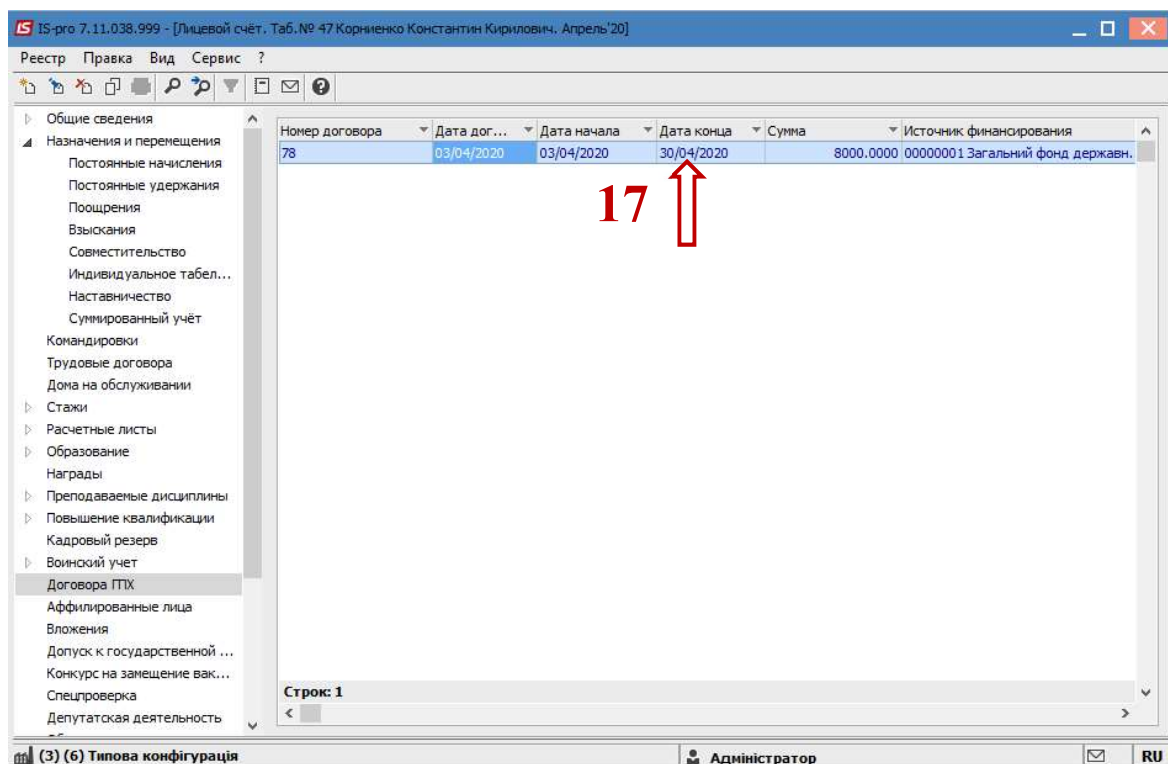 IS-pro 7.11.038.999 - [Лицевой счёт. Таб.№ 47 Корниенко Константин Кирилович. Апрель'20]
Реестр Правка Вид Сервис ?
Общие сведения
Назначения и перемещения
Постоянные начисления
Постоянные удержания
Поощрения
Взыскания
Совместительство
Индивидуальное табел...
Наставничество
Суммированный учёт
Командировки
Трудовые договора
Дома на обслуживании
Стажи
Расчетные листы
Образование
Награды
Преподаваемые дисциплины
Повышение квалификации
Кадровый резерв
Воинский учет
Договора ГПХ
Аффилированные лица
Вложения
Допуск к государственной ...
Конкурс на замещение вак...
Спецпроверка
Депутатская деятельность
Номер договора Дата дог... Дата начала Дата конца Сумма Источник финансирования
78 03/04/2020 03/04/2020 30/04/2020 8000.0000 00000001 Загальний фонд державн.
17
Строк: 1
(3) (6) Типова конфігурація Адміністратор RU